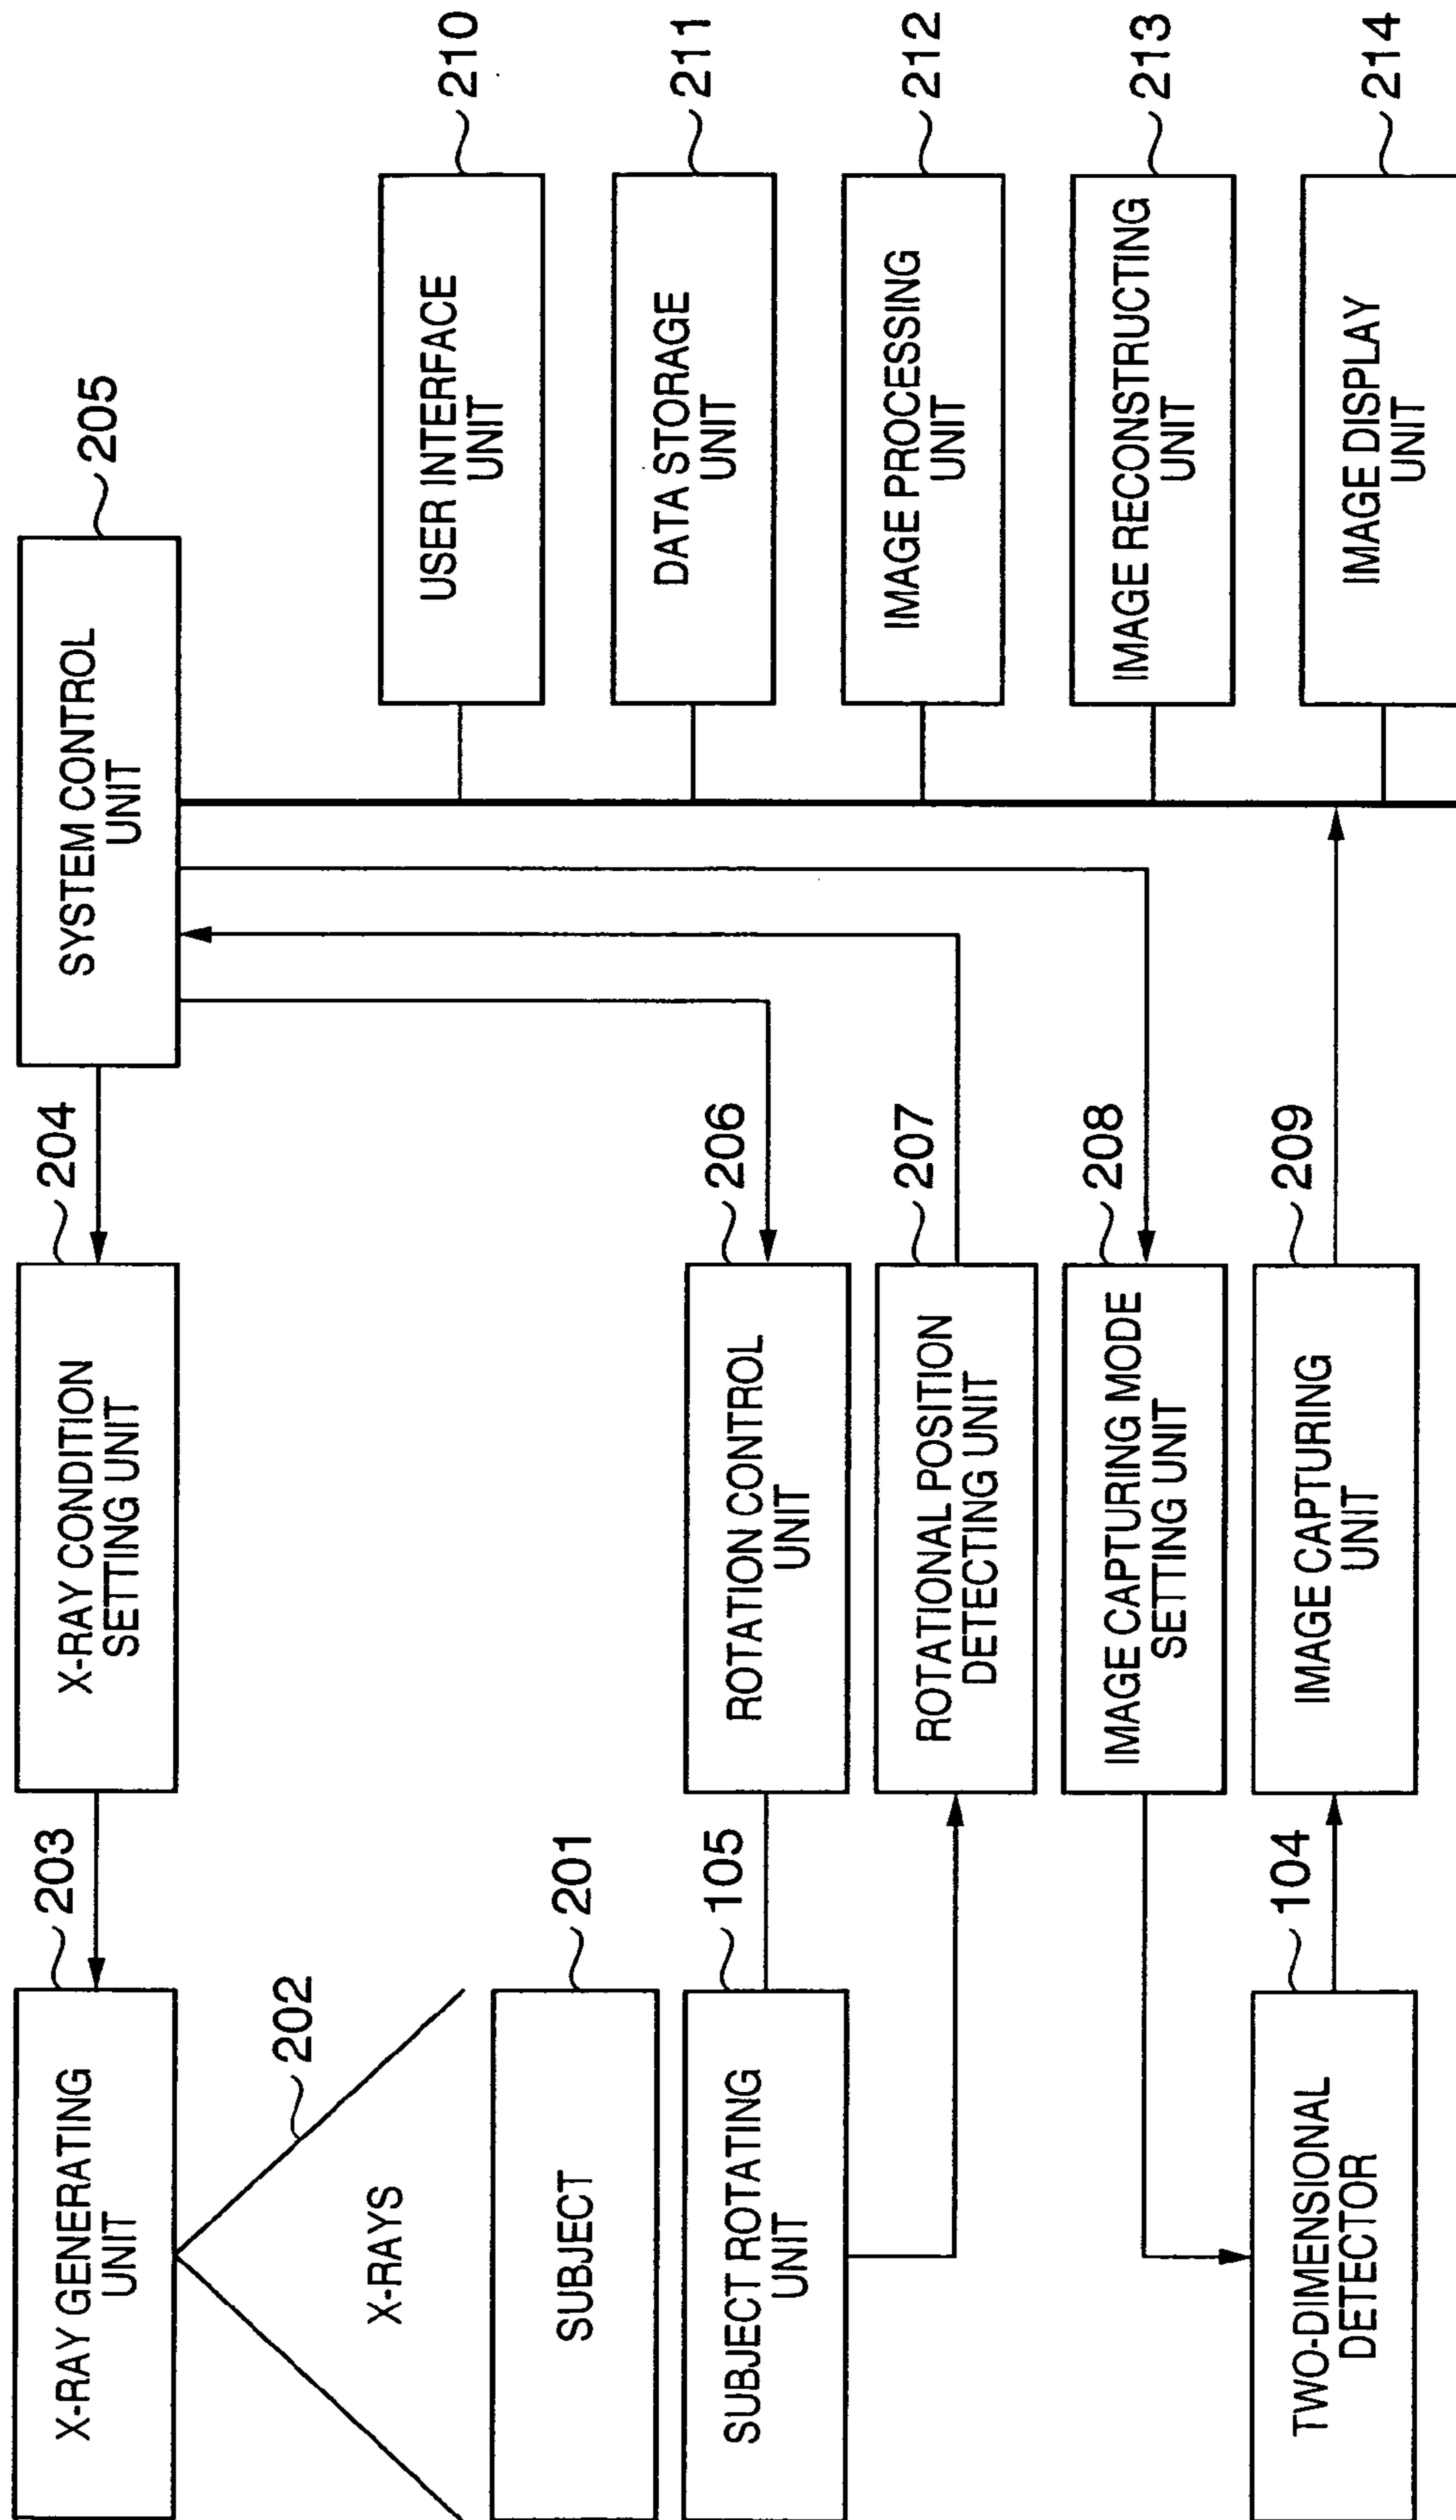 203
X-RAY GENERATING
UNIT
204
X-RAY CONDITION
SETTING UNIT
205
SYSTEM CONTROL
UNIT
202
X-RAYS
201
SUBJECT
105
SUBJECT ROTATING
UNIT
206
ROTATION CONTROL
UNIT
207
ROTATIONAL POSITION
DETECTING UNIT
208
IMAGE CAPTURING MODE
SETTING UNIT
104
TWO-DIMENSIONAL
DETECTOR
209
IMAGE CAPTURING
UNIT
210
USER INTERFACE
UNIT
211
DATA STORAGE
UNIT
212
IMAGE PROCESSING
UNIT
213
IMAGE RECONSTRUCTING
UNIT
214
IMAGE DISPLAY
UNIT